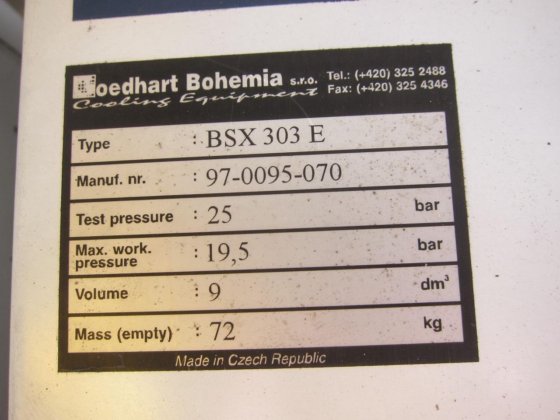 Goedhart Bohemia s.r.o. Tel.: (+420) 325 2488
Cooling Equipment Fax: (+420) 325 4346
Type : BSX 303 E
Manuf. nr. : 97-0095-070
Test pressure : 25 bar
Max. work. pressure : 19,5 bar
Volume : 9 dm³
Mass (empty) : 72 kg
Made in Czech Republic